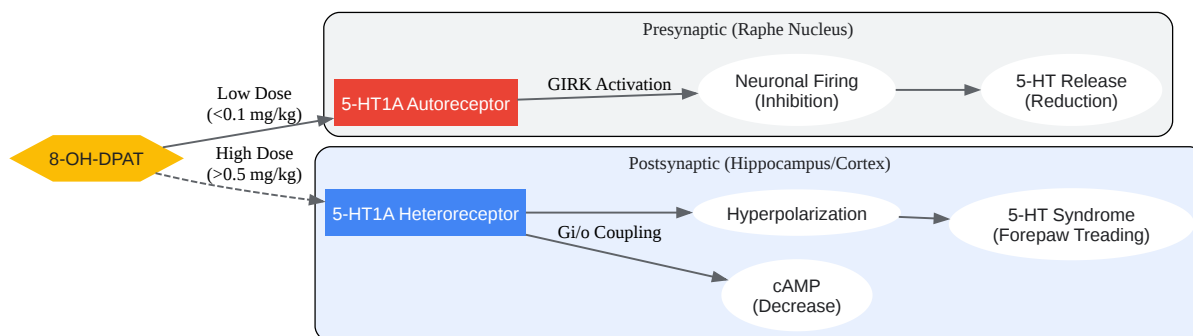 Presynaptic (Raphe Nucleus)
Low Dose
(<0.1 mg/kg)
5-HT1A Autoreceptor
GIRK Activation
Neuronal Firing
(Inhibition)
5-HT Release
(Reduction)
8-OH-DPAT
High Dose
(>0.5 mg/kg)
Postsynaptic (Hippocampus/Cortex)
5-HT1A Heteroreceptor
Gi/o Coupling
Hyperpolarization
5-HT Syndrome
(Forepaw Treading)
cAMP
(Decrease)